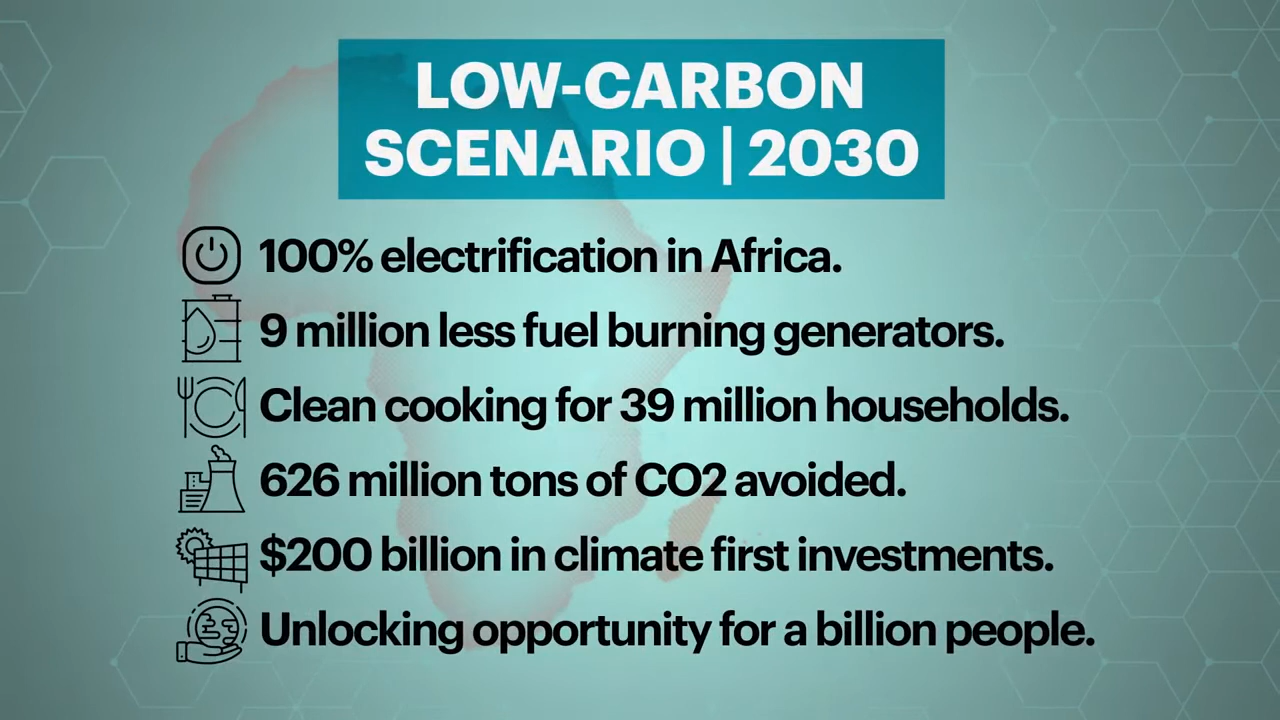 LOW-CARBON
SCENARIO | 2030
100% electrification in Africa.
9 million less fuel burning generators.
Clean cooking for 39 million households.
626 million tons of CO2 avoided.
$200 billion in climate first investments.
Unlocking opportunity for a billion people.